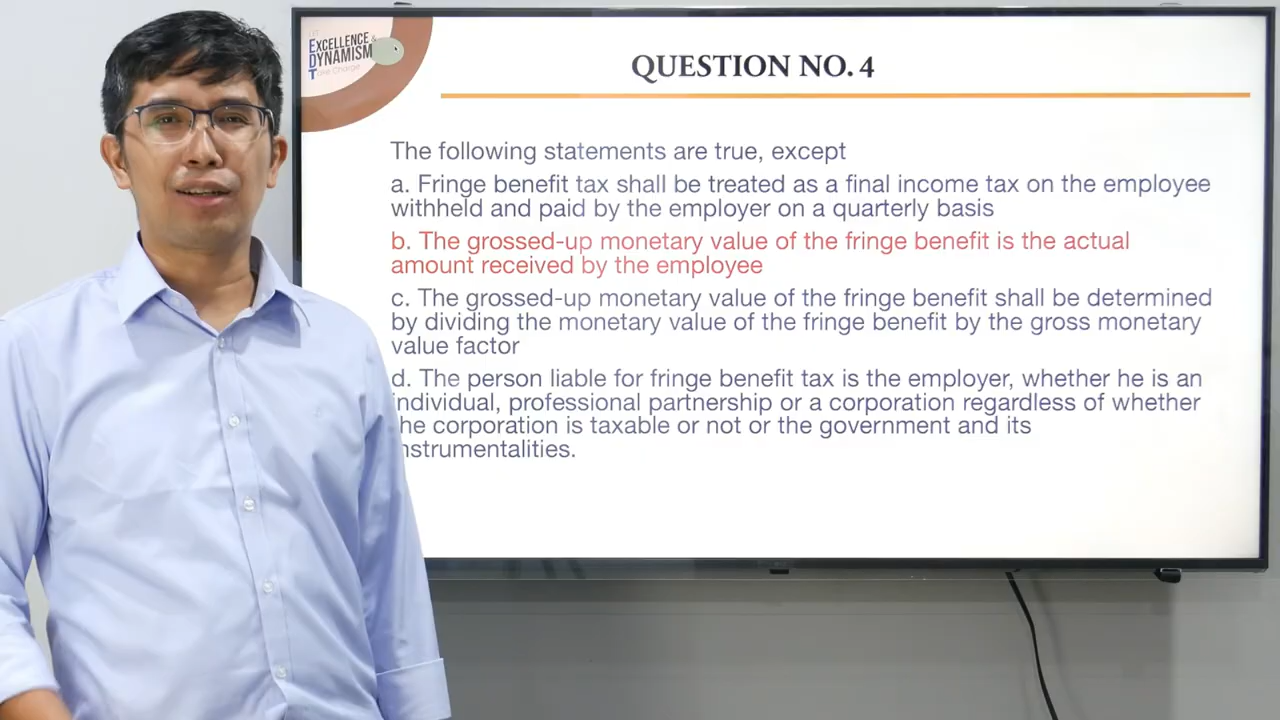 EXCELLENCE &
DYNAMISM
Take Charge
QUESTION NO. 4
The following statements are true, except
a. Fringe benefit tax shall be treated as a final income tax on the employee
withheld and paid by the employer on a quarterly basis
b. The grossed-up monetary value of the fringe benefit is the actual
amount received by the employee
c. The grossed-up monetary value of the fringe benefit shall be determined
by dividing the monetary value of the fringe benefit by the gross monetary
value factor
d. The person liable for fringe benefit tax is the employer, whether he is an
individual, professional partnership or a corporation regardless of whether
he corporation is taxable or not or the government and its
nstrumentalities.